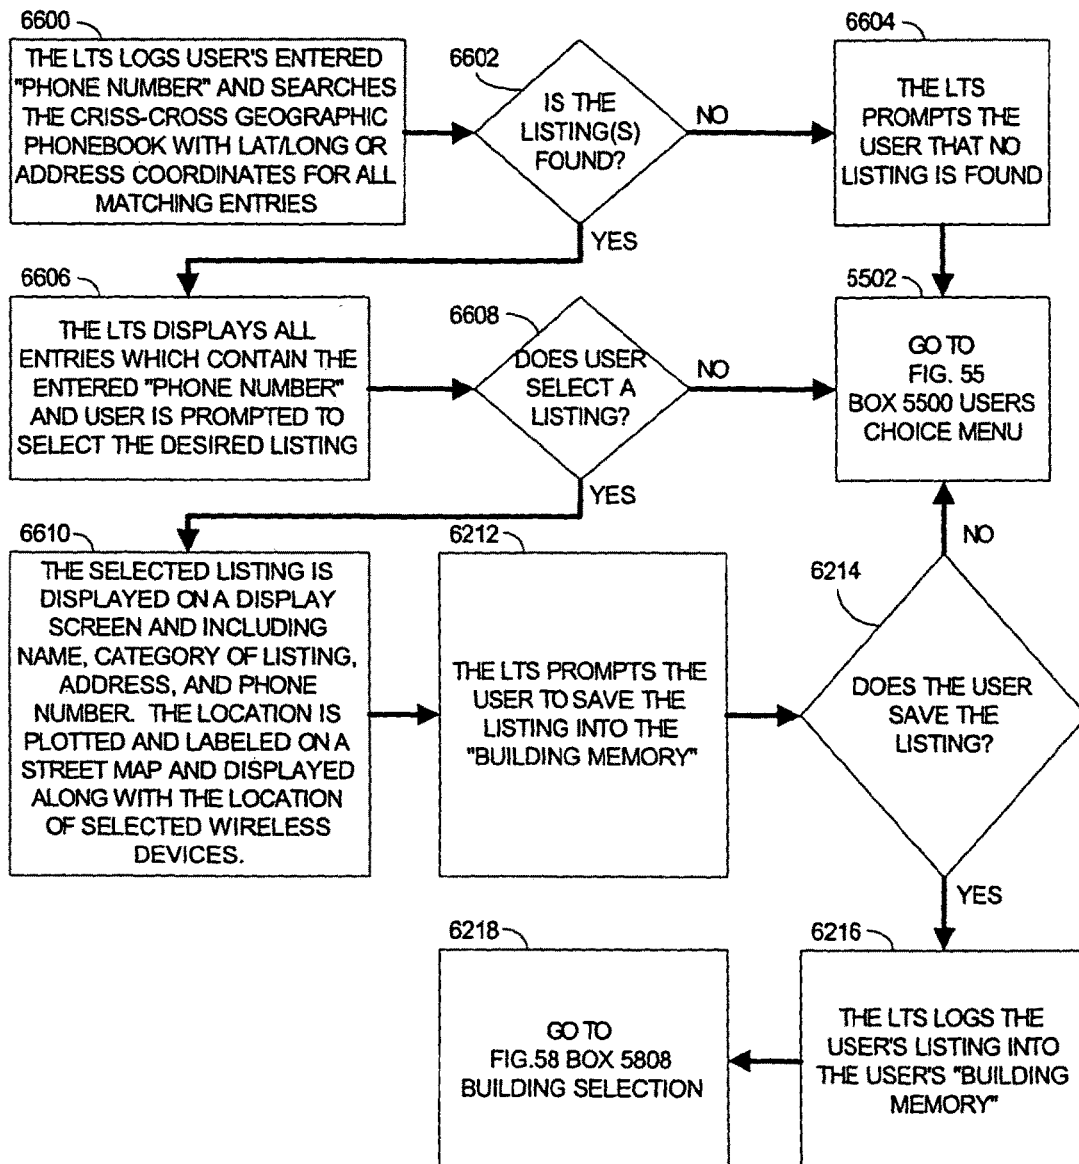 6600
THE LTS LOGS USER'S ENTERED
"PHONE NUMBER" AND SEARCHES
THE CRISS-CROSS GEOGRAPHIC
PHONEBOOK WITH LAT/LONG OR
ADDRESS COORDINATES FOR ALL
MATCHING ENTRIES
6602
IS THE
LISTING(S)
FOUND?
NO
YES
6604
THE LTS
PROMPTS THE
USER THAT NO
LISTING IS FOUND
6606
THE LTS DISPLAYS ALL
ENTRIES WHICH CONTAIN THE
ENTERED "PHONE NUMBER"
AND USER IS PROMPTED TO
SELECT THE DESIRED LISTING
6608
DOES USER
SELECT A
LISTING?
NO
YES
5502
GO TO
FIG. 55
BOX 5500 USERS
CHOICE MENU
6610
THE SELECTED LISTING IS
DISPLAYED ON A DISPLAY
SCREEN AND INCLUDING
NAME, CATEGORY OF LISTING,
ADDRESS, AND PHONE
NUMBER. THE LOCATION IS
PLOTTED AND LABELED ON A
STREET MAP AND DISPLAYED
ALONG WITH THE LOCATION
OF SELECTED WIRELESS
DEVICES.
6212
THE LTS PROMPTS THE
USER TO SAVE THE
LISTING INTO THE
"BUILDING MEMORY"
6214
DOES THE USER
SAVE THE
LISTING?
NO
YES
6218
GO TO
FIG.58 BOX 5808
BUILDING SELECTION
6216
THE LTS LOGS THE
USER'S LISTING INTO
THE USER'S "BUILDING
MEMORY"